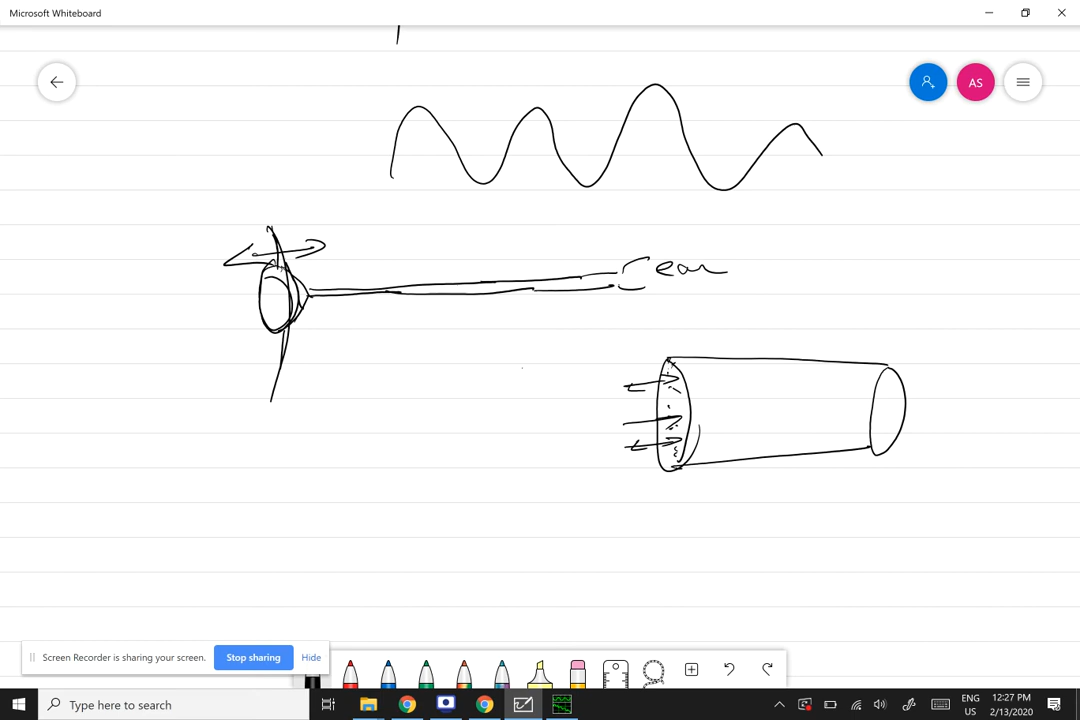 Microsoft Whiteboard
AS
ear
Screen Recorder is sharing your screen.
Stop sharing
Hide
Type here to search
ENG
US
12:27 PM
2/13/2020